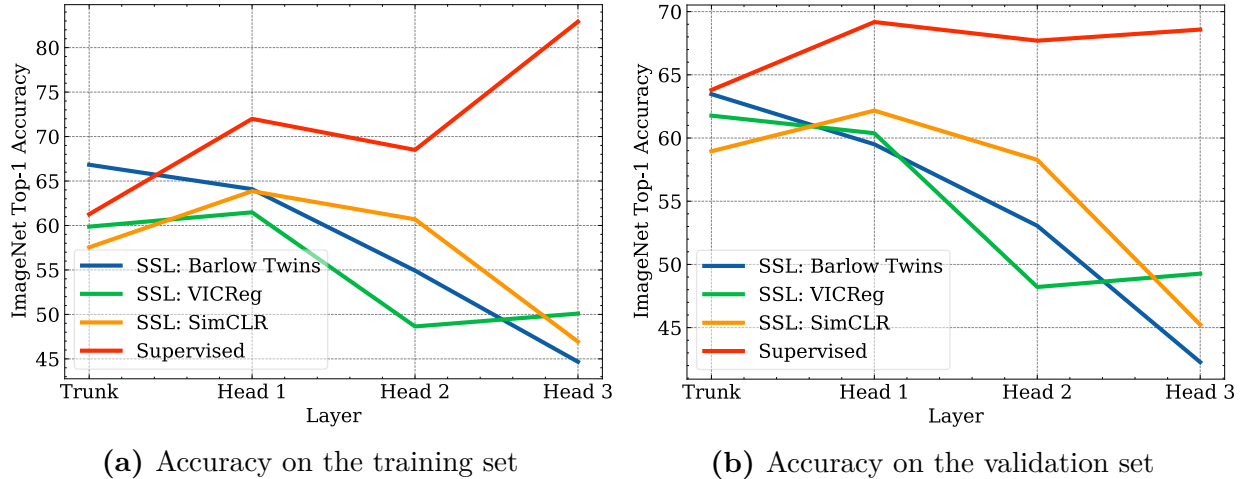 ImageNet Top-1 Accuracy
80
75
70
65
60
55
50
45
SSL: Barlow Twins
SSL: VICReg
SSL: SimCLR
Supervised
Trunk Head 1 Head 2 Head 3
Layer
(a) Accuracy on the training set
ImageNet Top-1 Accuracy
70
65
60
55
50
45
SSL: Barlow Twins
SSL: VICReg
SSL: SimCLR
Supervised
Trunk Head 1 Head 2 Head 3
Layer
(b) Accuracy on the validation set